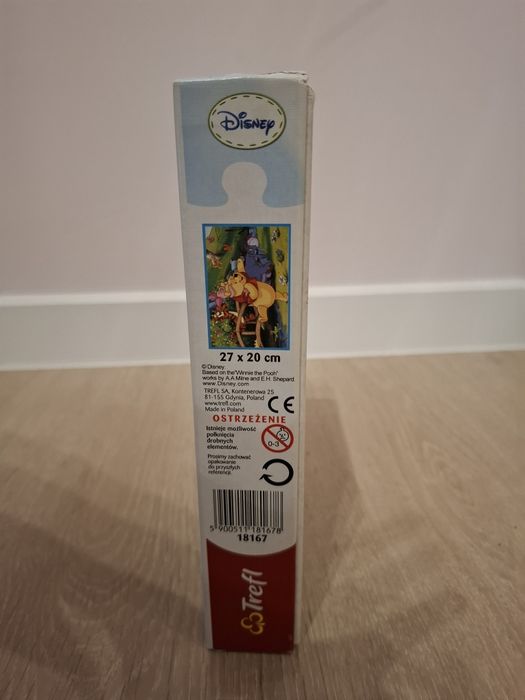 Disney
27 x 20 cm
© Disney
Based on the "Winnie the Pooh"
works by A.A.Milne and E.H. Shepard.
www.Disney.com
TREFL SA, Kontenerowa 25
81-155 Gdynia, Poland
www.trefl.com
Made in Poland
CE
OSTRZEŻENIE
Istnieje możliwość
połknięcia
drobnych
elementów.
0-3
Prosimy zachować
opakowanie
do przyszłych
referencji.
5 900511 181678
18167
Trefl